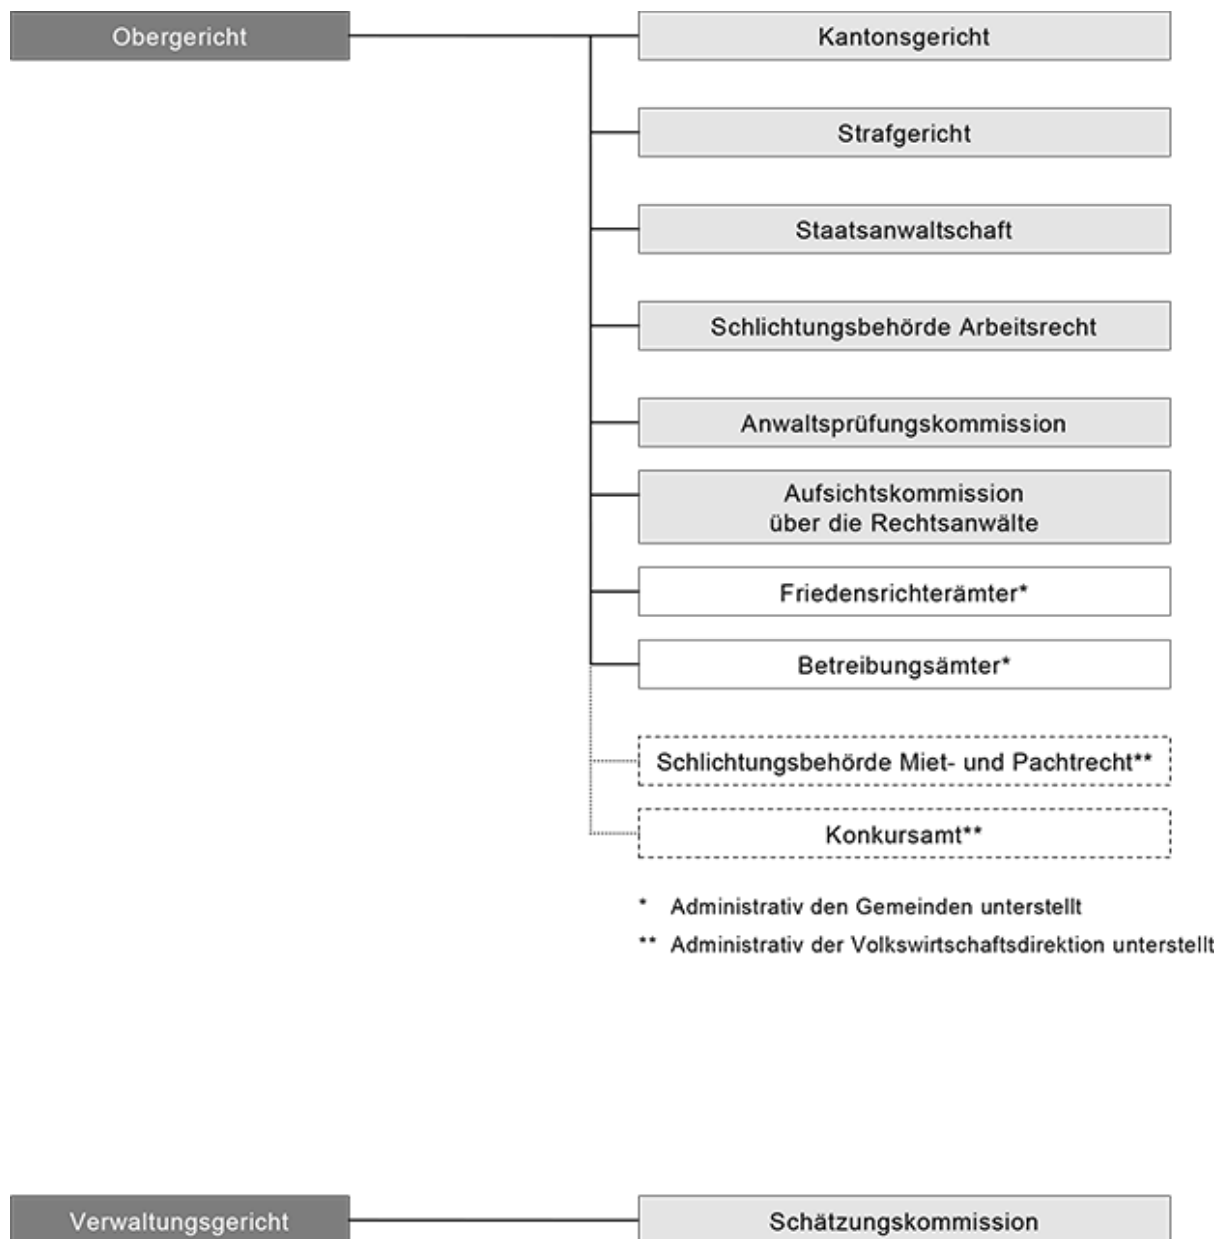 Obergericht
Kantonsgericht
Strafgericht
Staatsanwaltschaft
Schlichtungsbehörde Arbeitsrecht
Anwaltsprüfungskommission
Aufsichtskommission
über die Rechtsanwälte
Friedensrichterämter*
Betreibungsämter*
Schlichtungsbehörde Miet- und Pachtrecht**
Konkursamt**
* Administrativ den Gemeinden unterstellt
** Administrativ der Volkswirtschaftsdirektion unterstellt
Verwaltungsgericht
Schätzungskommission